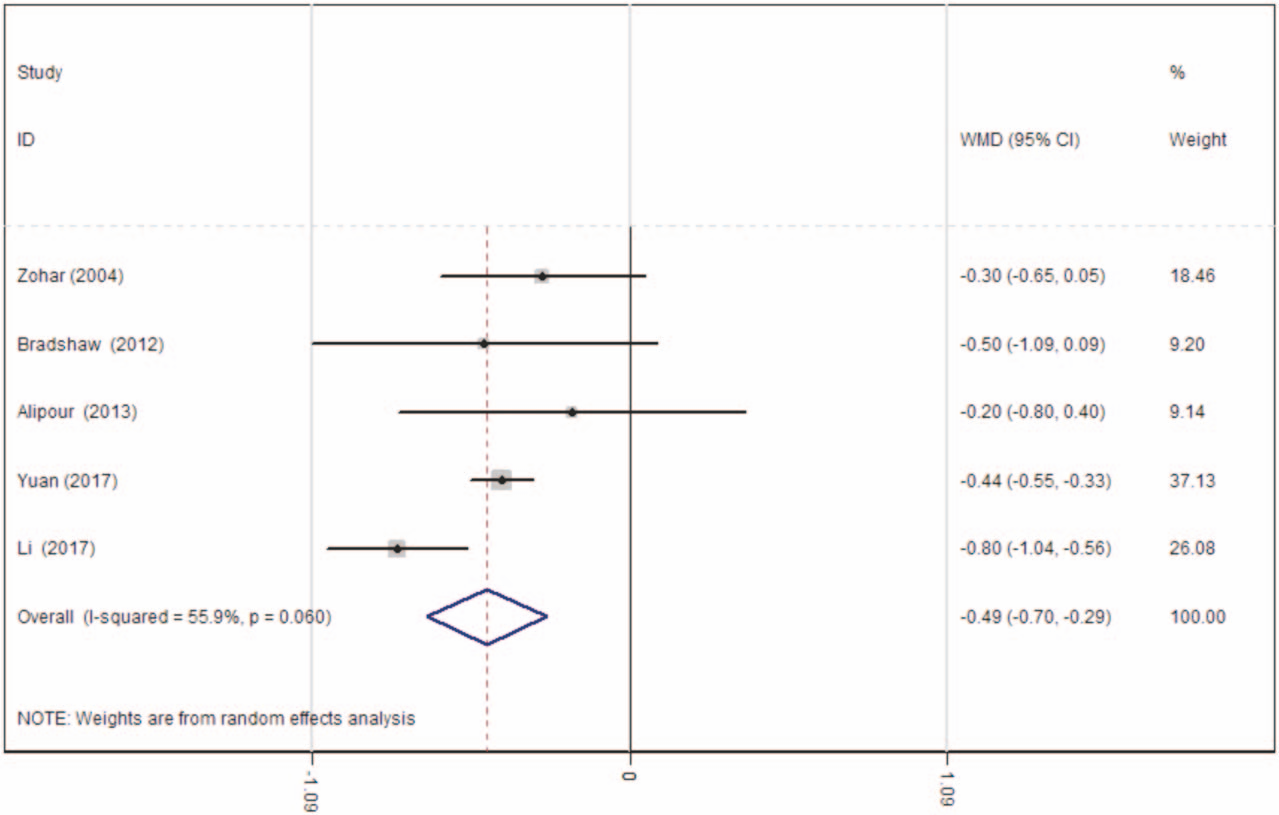 Study %
ID WMD (95% CI) Weight
Zohar (2004) -0.30 (-0.65, 0.05) 18.46
Bradshaw (2012) -0.50 (-1.09, 0.09) 9.20
Alipour (2013) -0.20 (-0.80, 0.40) 9.14
Yuan (2017) -0.44 (-0.55, -0.33) 37.13
Li (2017) -0.80 (-1.04, -0.56) 26.08
Overall (I-squared = 55.9%, p = 0.060) -0.49 (-0.70, -0.29) 100.00
NOTE: Weights are from random effects analysis
-1.09 0 1.09